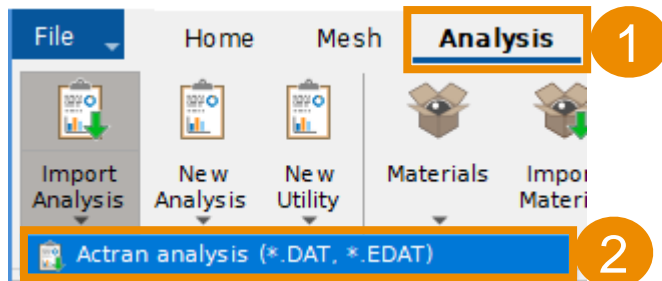 File Home Mesh Analysis 1
Import New New Materials
Analysis Analysis Utility
Actran analysis (*.DAT, *.EDAT) 2